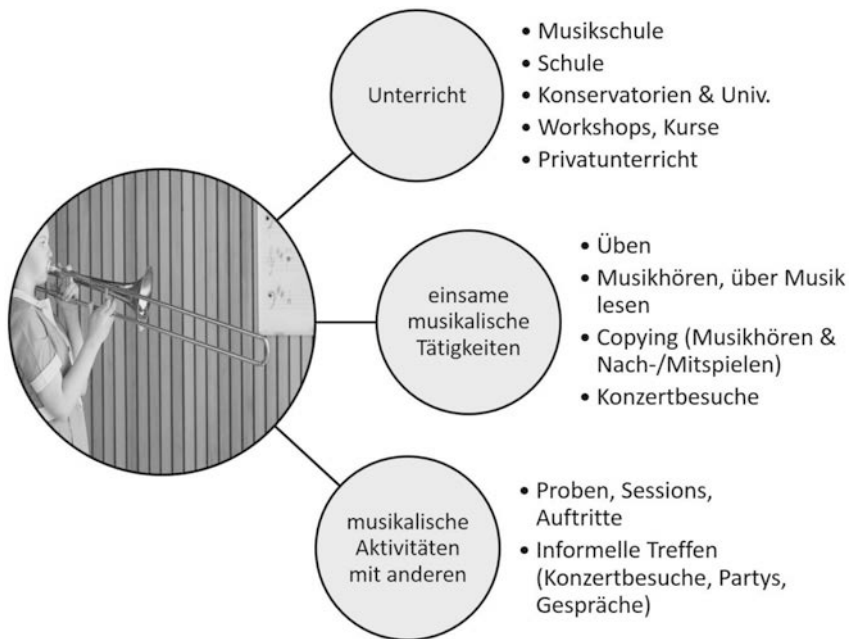 Unterricht
• Musikschule
• Schule
• Konservatorien & Univ.
• Workshops, Kurse
• Privatunterricht
einsame
musikalische
Tätigkeiten
• Üben
• Musikhören, über Musik
lesen
• Copying (Musikhören &
Nach-/Mitspielen)
• Konzertbesuche
musikalische
Aktivitäten
mit anderen
• Proben, Sessions,
Auftritte
• Informelle Treffen
(Konzertbesuche, Partys,
Gespräche)